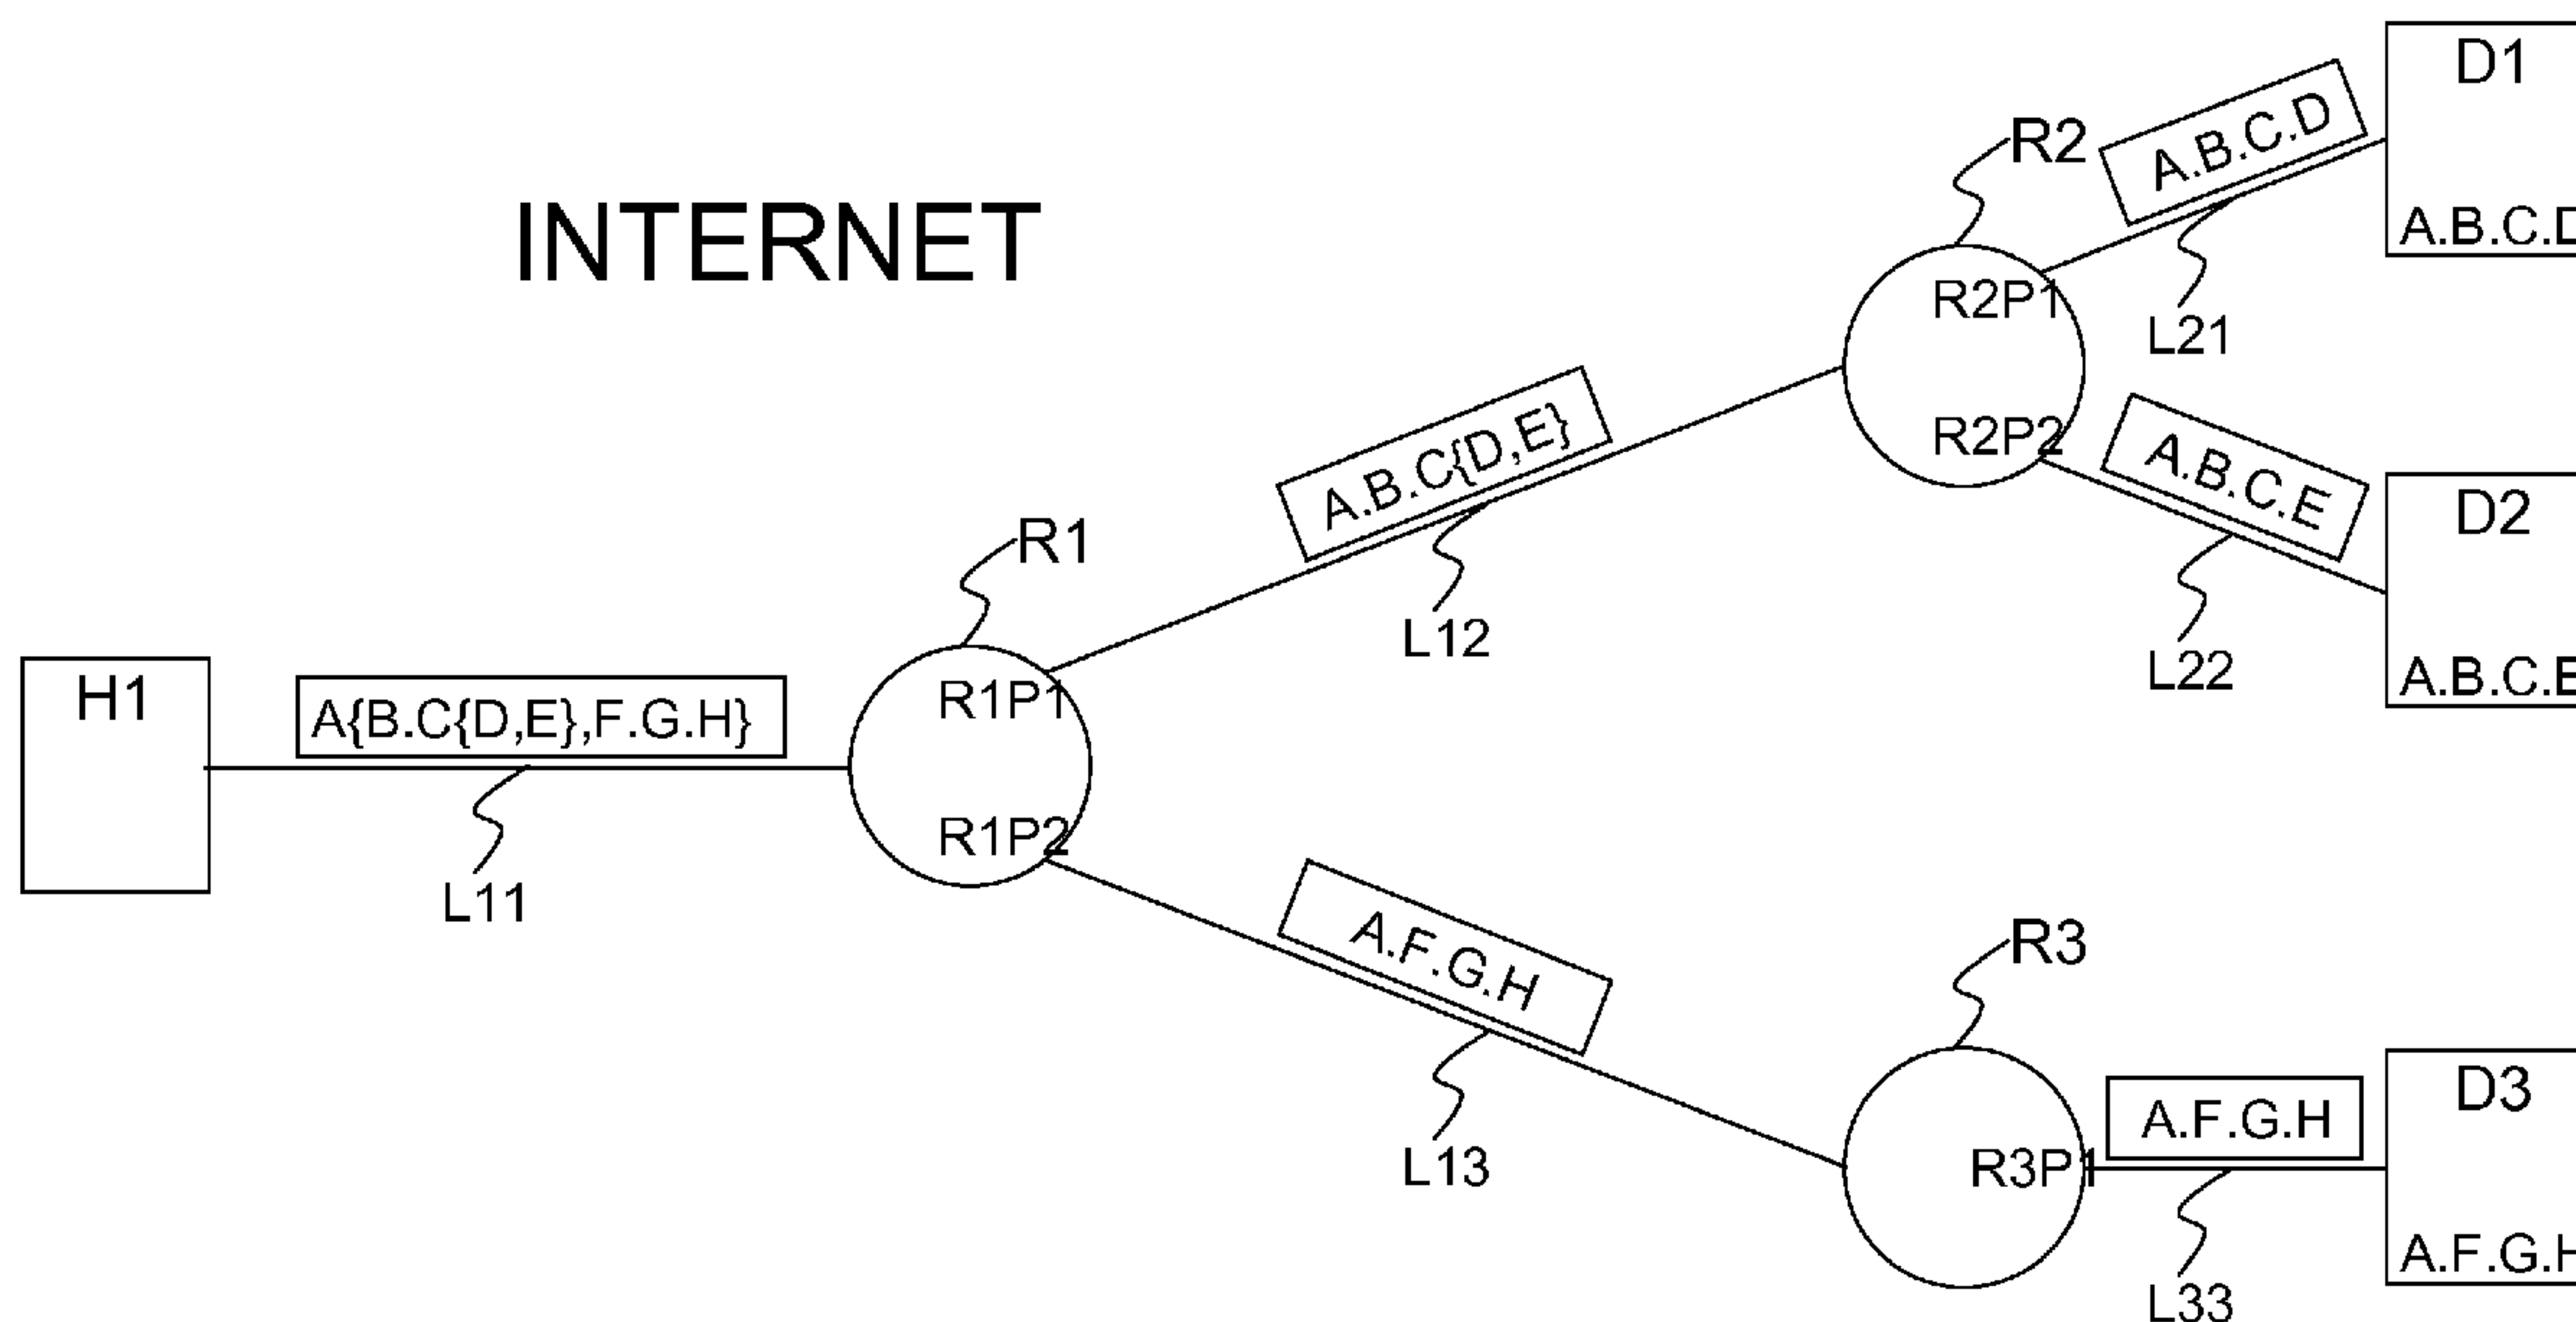 INTERNET
D1
A.B.C.D
R2
A.B.C.D
R2P1
L21
A.B.C{D,E}
R2P2
A.B.C.E
D2
R1
L12
L22
A.B.C.E
H1
A{B.C{D,E},F.G.H}
R1P1
R1P2
L11
A.F.G.H
R3
L13
D3
A.F.G.H
R3P1
A.F.G.H
L33